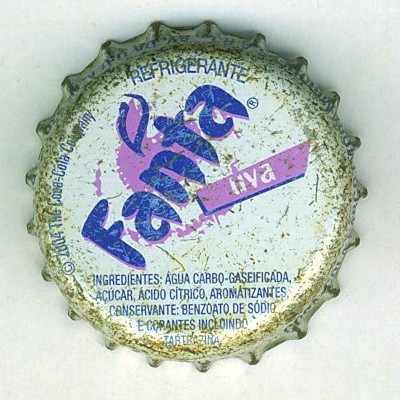 REFRIGERANTE
Fanta®
uva
© 2004 The Coca-Cola Company
INGREDIENTES: ÁGUA CARBO-GASEIFICADA,
AÇÚCAR, ÁCIDO CÍTRICO, AROMATIZANTES,
CONSERVANTE: BENZOATO DE SÓDIO
E CORANTES INCLUINDO
TARTRAZINA